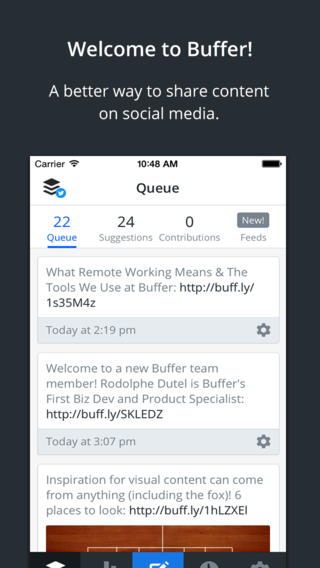 Welcome to Buffer!
A better way to share content
on social media.
Carrier 10:48 AM
Queue
22 24 0 New!
Queue Suggestions Contributions Feeds
What Remote Working Means & The
Tools We Use at Buffer: http://buff.ly/
1s35M4z
Today at 2:19 pm
Welcome to a new Buffer team
member! Rodolphe Dutel is Buffer's
First Biz Dev and Product Specialist:
http://buff.ly/SKLEDZ
Today at 3:07 pm
Inspiration for visual content can come
from anything (including the fox)! 6
places to look: http://buff.ly/1hLZXEl